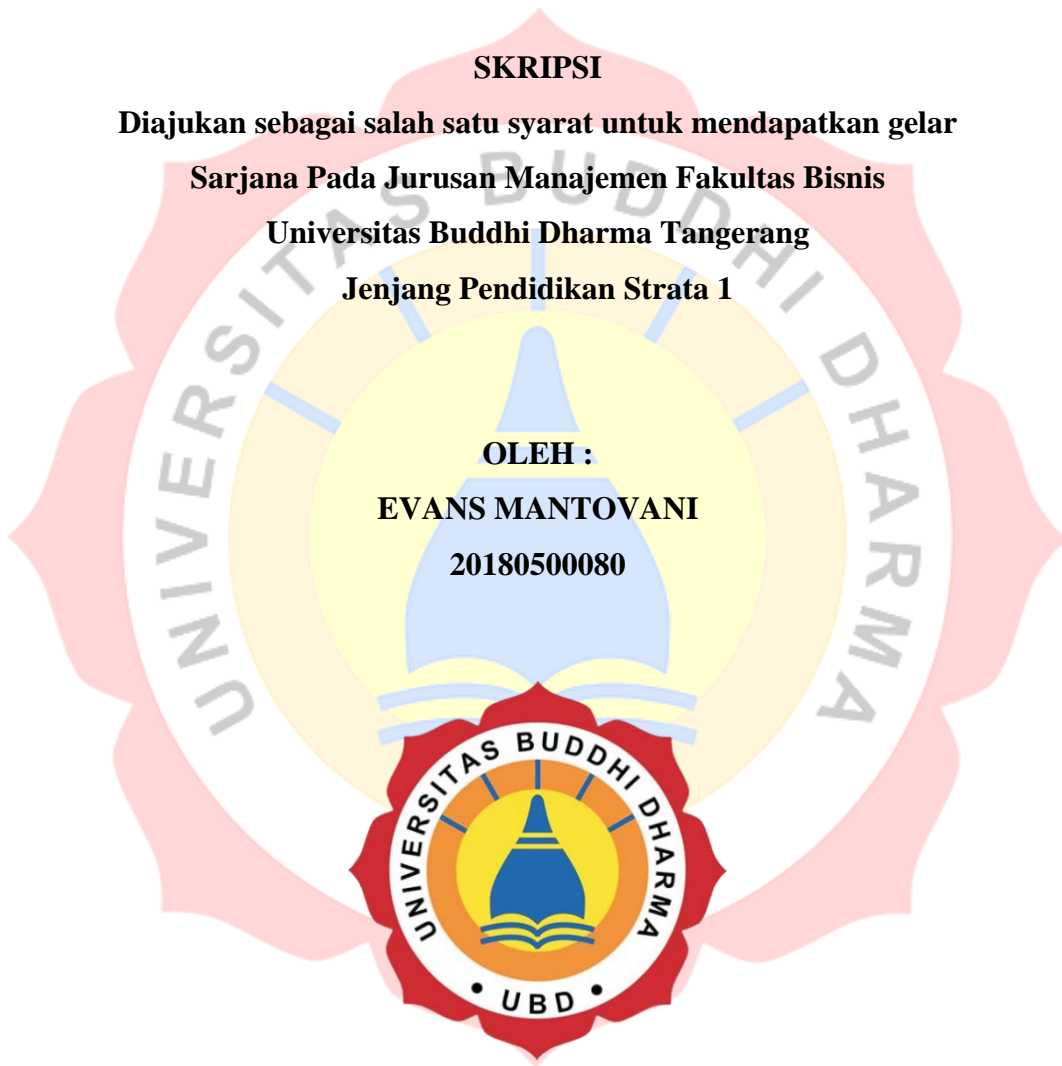 SKRIPSI
Diajukan sebagai salah satu syarat untuk mendapatkan gelar
Sarjana Pada Jurusan Manajemen Fakultas Bisnis
Universitas Buddhi Dharma Tangerang
Jenjang Pendidikan Strata 1
UNIVERSITAS BUDDHI DHARMA
OLEH :
EVANS MANTOVANI
20180500080
UNIVERSITAS BUDDHI DHARMA
• UBD •